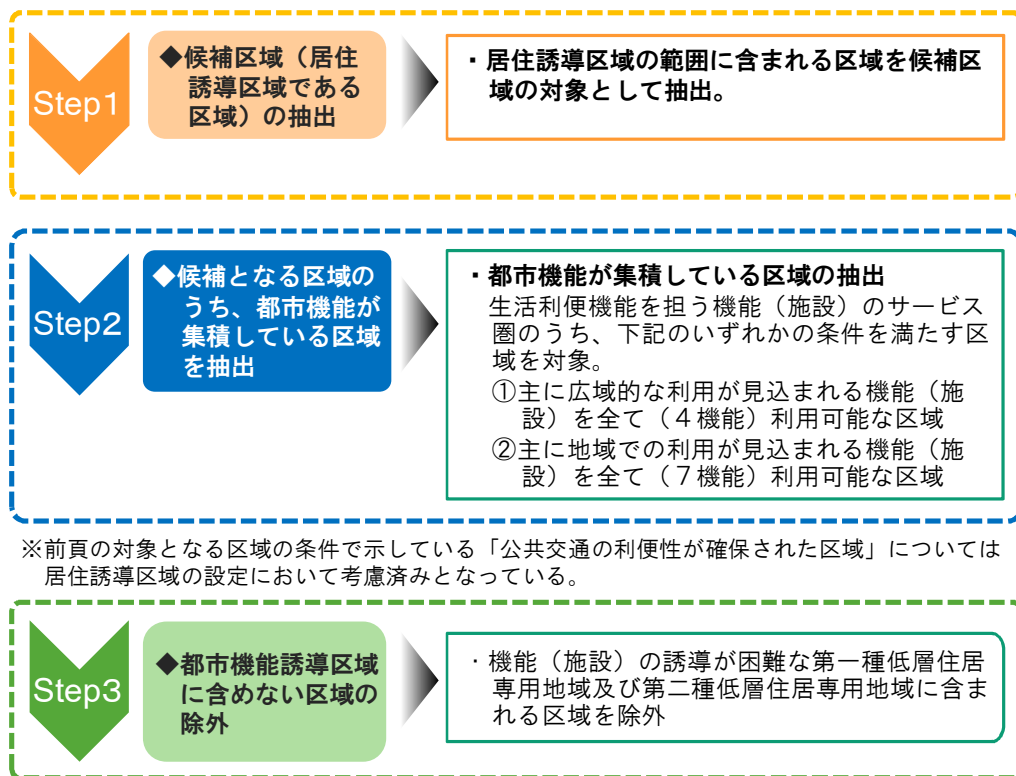 Step1
◆候補区域（居住
誘導区域である
区域）の抽出
・居住誘導区域の範囲に含まれる区域を候補区
域の対象として抽出。
Step2
◆候補となる区域の
うち、都市機能が
集積している区域
を抽出
・都市機能が集積している区域の抽出
生活利便機能を担う機能（施設）のサービス
圏のうち、下記のいずれかの条件を満たす区
域を対象。
①主に広域的な利用が見込まれる機能（施
設）を全て（４機能）利用可能な区域
②主に地域での利用が見込まれる機能（施
設）を全て（７機能）利用可能な区域
※前頁の対象となる区域の条件で示している「公共交通の利便性が確保された区域」については
居住誘導区域の設定において考慮済みとなっている。
Step3
◆都市機能誘導区域
に含めない区域の
除外
・機能（施設）の誘導が困難な第一種低層住居
専用地域及び第二種低層住居専用地域に含ま
れる区域を除外